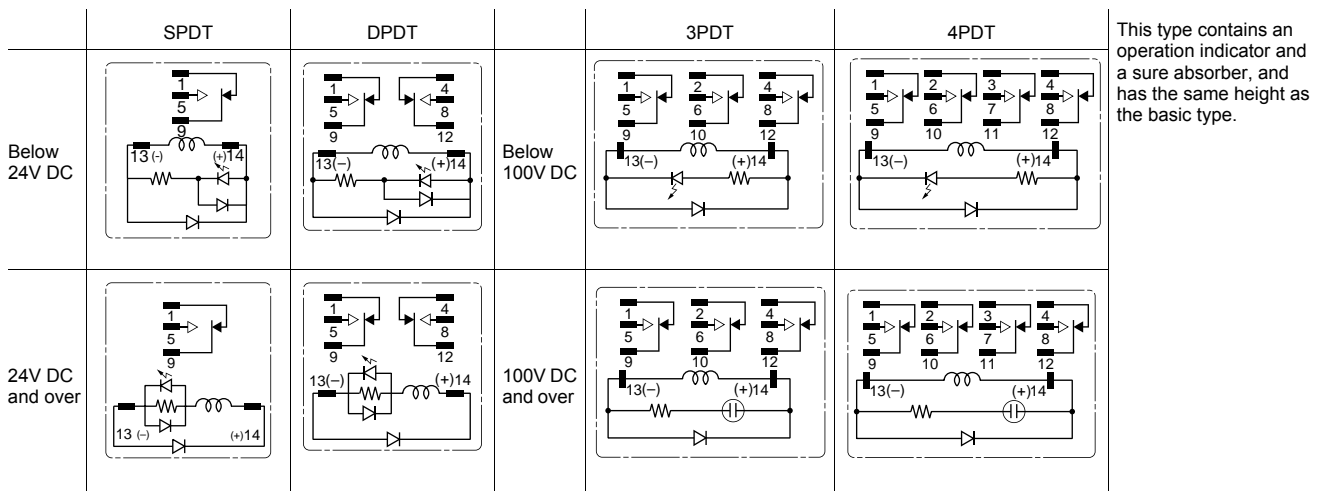 SPDT DPDT 3PDT 4PDT
This type contains an
operation indicator and
a sure absorber, and
has the same height as
the basic type.
Below
24V DC
1
5
9
13 (-) (+)14
1 4
5 8
9 12
13(–) (+)14
Below
100V DC
1 2 4
5 6 8
9 10 12
13(–) (+)14
1 2 3 4
5 6 7 8
9 10 11 12
13(–) (+)14
24V DC
and over
1
5
9
13 (–) (+)14
1 4
5 8
9 12
13(–) (+)14
100V DC
and over
1 2 4
5 6 8
9 10 12
13(–) (+)14
1 2 3 4
5 6 7 8
9 10 11 12
13(–) (+)14